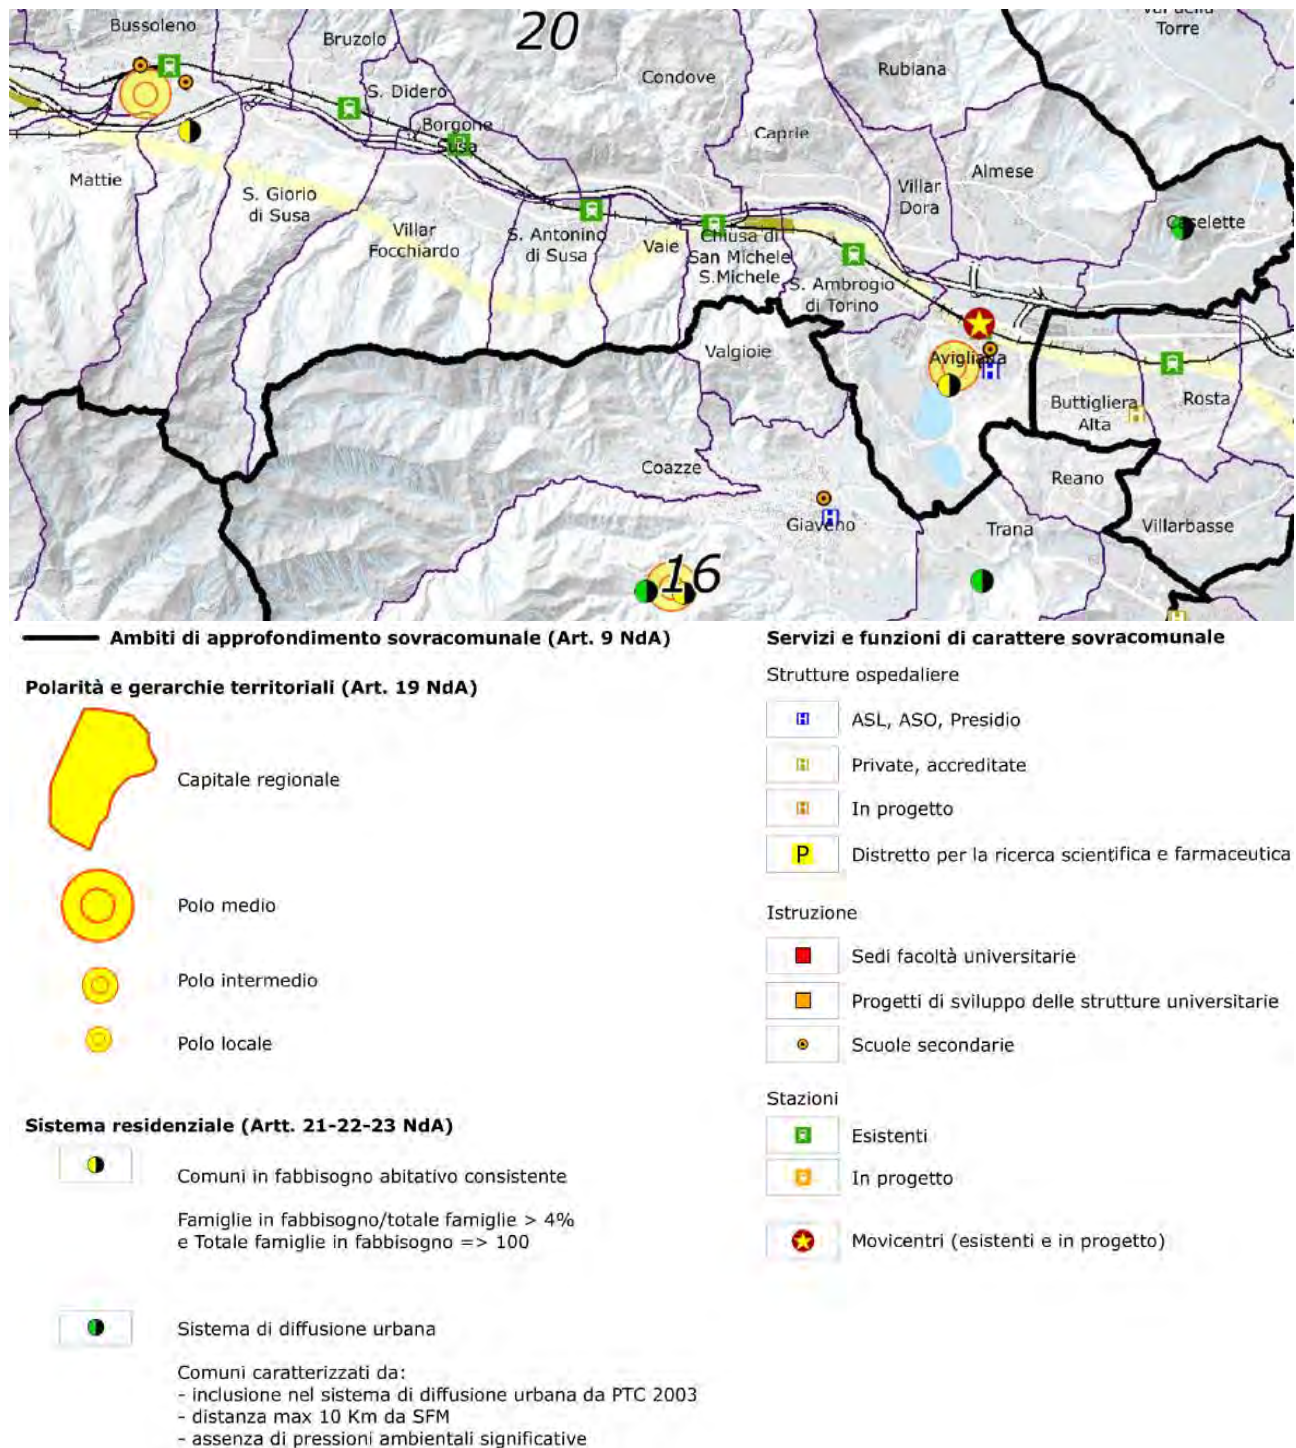 Bussoleno
Bruzolo
20
Val della
Torre
Condove
Rubiana
S. Didero
Borgone
Susa
Caprie
Almese
Mattie
S. Giorio
di Susa
Villar
Dora
Villar
Focchiardo
S. Antonino
di Susa
Vaie
Chiusa di
San Michele
S.Michele
Caselette
S. Ambrogio
di Torino
Valgioie
Avigliana
H
Buttigliera
Alta
H
Rosta
Coazze
Reano
Giaveno
H
Trana
Villarbasse
16
H
Ambiti di approfondimento sovracomunale (Art. 9 NdA)
Polarità e gerarchie territoriali (Art. 19 NdA)
Capitale regionale
Polo medio
Polo intermedio
Polo locale
Sistema residenziale (Artt. 21-22-23 NdA)
Comuni in fabbisogno abitativo consistente
Famiglie in fabbisogno/totale famiglie > 4%
e Totale famiglie in fabbisogno => 100
Sistema di diffusione urbana
Comuni caratterizzati da:
- inclusione nel sistema di diffusione urbana da PTC 2003
- distanza max 10 Km da SFM
- assenza di pressioni ambientali significative
Servizi e funzioni di carattere sovracomunale
Strutture ospedaliere
H ASL, ASO, Presidio
H Private, accreditate
H In progetto
P Distretto per la ricerca scientifica e farmaceutica
Istruzione
Sedi facoltà universitarie
Progetti di sviluppo delle strutture universitarie
Scuole secondarie
Stazioni
Esistenti
In progetto
Movicentri (esistenti e in progetto)